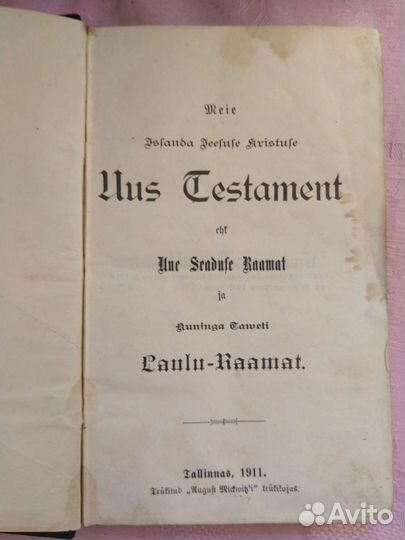 Meie
Issanda Jeesuse Kristuse
Uus Testament
ehk
Uue Seaduse Raamat
ja
Kuninga Taweti
Laulu-Raamat.
Tallinnas, 1911.
Trükitud „August Mickwitz'i" trükikojas.
Avito